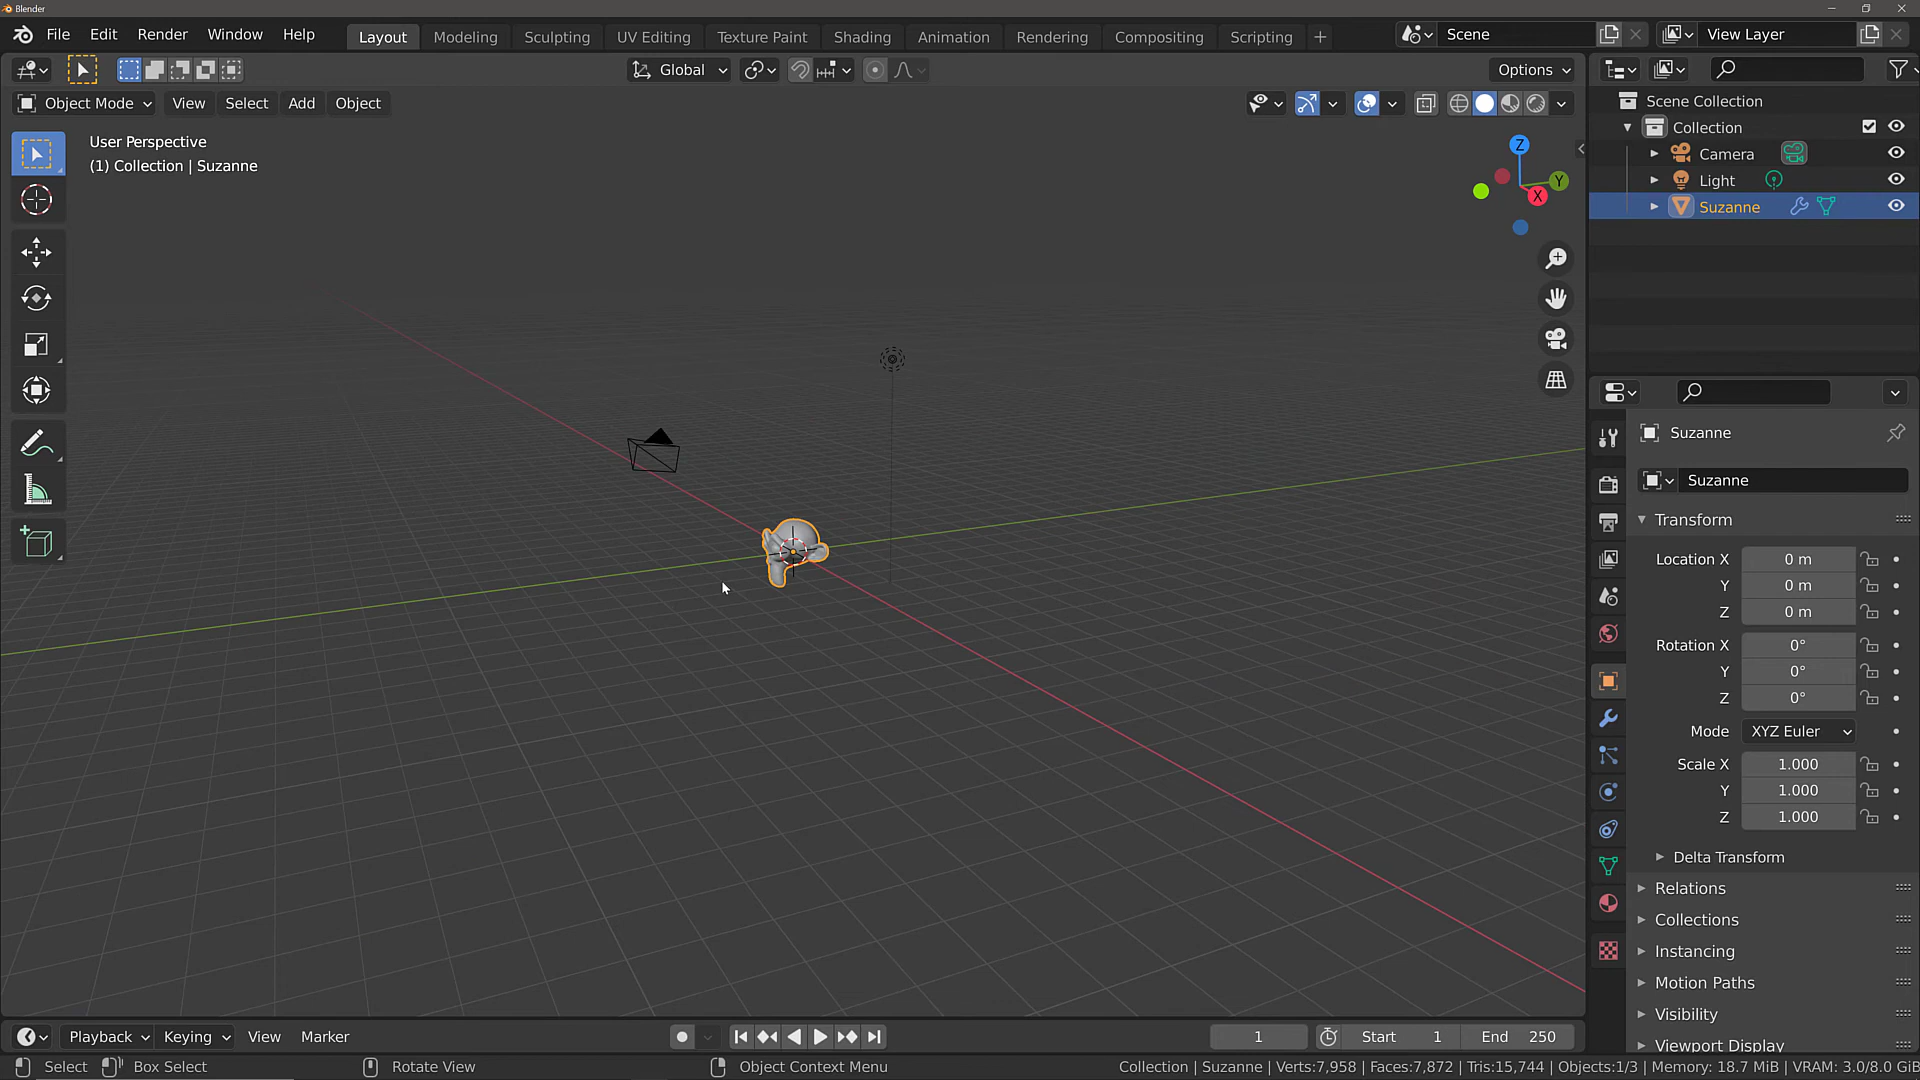 Blender
File Edit Render Window Help Layout Modeling Sculpting UV Editing Texture Paint Shading Animation Rendering Compositing Scripting + Scene View Layer
Global Options
Object Mode View Select Add Object
User Perspective
(1) Collection | Suzanne
Z
Y
X
Scene Collection
Collection
Camera
Light
Suzanne
Suzanne
Suzanne
Transform
Location X 0 m
Y 0 m
Z 0 m
Rotation X 0°
Y 0°
Z 0°
Mode XYZ Euler
Scale X 1.000
Y 1.000
Z 1.000
Delta Transform
Relations
Collections
Instancing
Motion Paths
Visibility
Viewport Display
Playback Keying View Marker 1 Start 1 End 250
Select Box Select Rotate View Object Context Menu Collection | Suzanne | Verts:7,958 | Faces:7,872 | Tris:15,744 | Objects:1/3 | Memory: 18.7 MiB | VRAM: 3.0/8.0 GiB